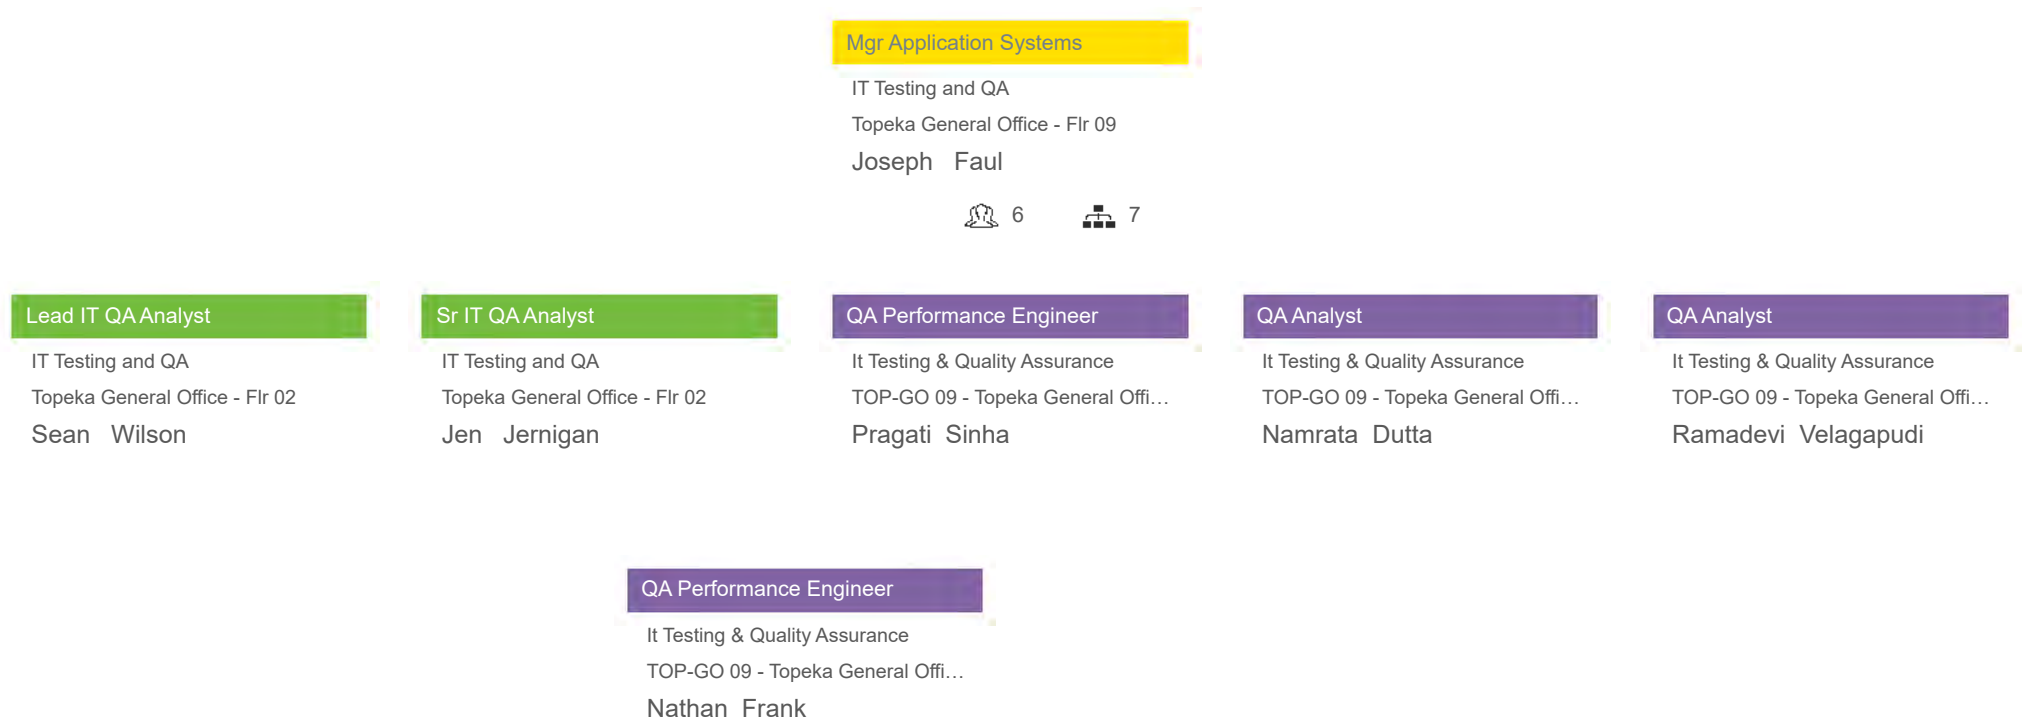 Mgr Application Systems
IT Testing and QA
Topeka General Office - Flr 09
Joseph Faul
6 7
Lead IT QA Analyst
IT Testing and QA
Topeka General Office - Flr 02
Sean Wilson
Sr IT QA Analyst
IT Testing and QA
Topeka General Office - Flr 02
Jen Jernigan
QA Performance Engineer
It Testing & Quality Assurance
TOP-GO 09 - Topeka General Offi…
Pragati Sinha
QA Analyst
It Testing & Quality Assurance
TOP-GO 09 - Topeka General Offi…
Namrata Dutta
QA Analyst
It Testing & Quality Assurance
TOP-GO 09 - Topeka General Offi…
Ramadevi Velagapudi
QA Performance Engineer
It Testing & Quality Assurance
TOP-GO 09 - Topeka General Offi…
Nathan Frank